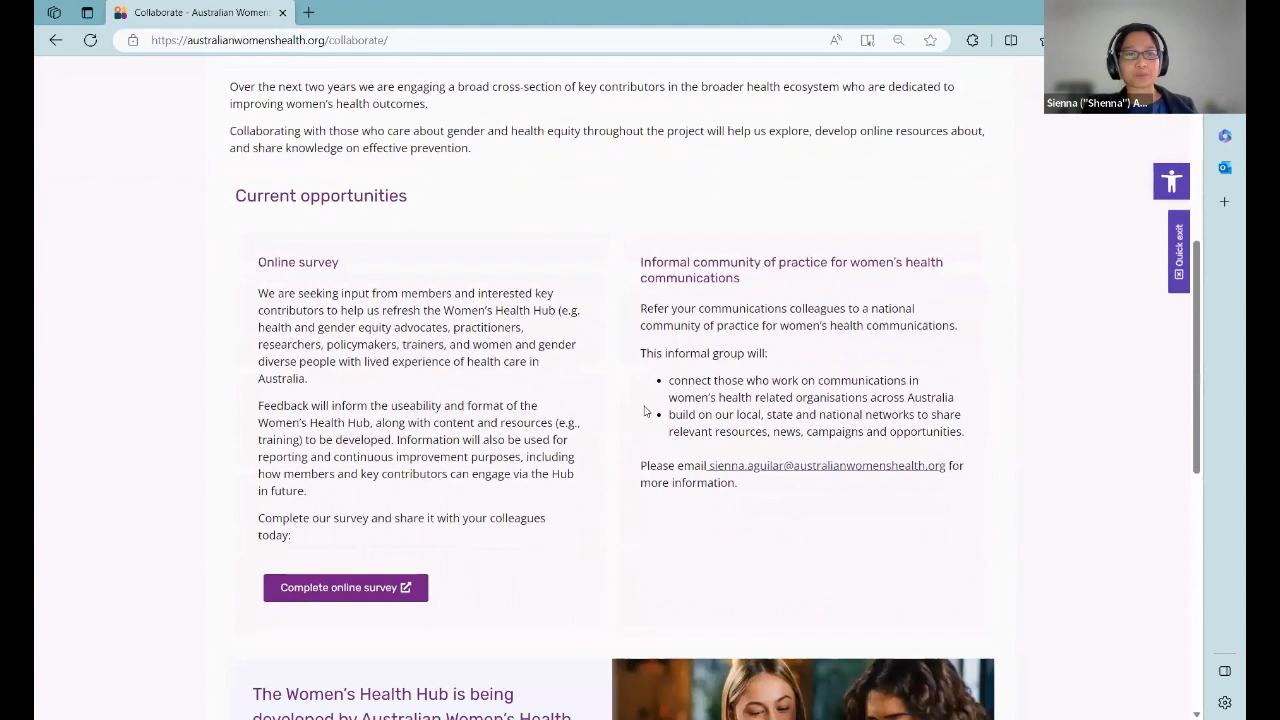 Collaborate - Australian Women
https://australianwomenshealth.org/collaborate/
Sienna ("Shenna") A...
Over the next two years we are engaging a broad cross-section of key contributors in the broader health ecosystem who are dedicated to
improving women's health outcomes.
Collaborating with those who care about gender and health equity throughout the project will help us explore, develop online resources about,
and share knowledge on effective prevention.
Current opportunities
Online survey
We are seeking input from members and interested key
contributors to help us refresh the Women's Health Hub (e.g.
health and gender equity advocates, practitioners,
researchers, policymakers, trainers, and women and gender
diverse people with lived experience of health care in
Australia.
Feedback will inform the useability and format of the
Women's Health Hub, along with content and resources (e.g.,
training) to be developed. Information will also be used for
reporting and continuous improvement purposes, including
how members and key contributors can engage via the Hub
in future.
Complete our survey and share it with your colleagues
today:
Complete online survey
Informal community of practice for women's health
communications
Refer your communications colleagues to a national
community of practice for women's health communications.
This informal group will:
• connect those who work on communications in
women's health related organisations across Australia
• build on our local, state and national networks to share
relevant resources, news, campaigns and opportunities.
Please email sienna.aguilar@australianwomenshealth.org for
more information.
Quick exit
The Women's Health Hub is being
developed by Australian Women's Health